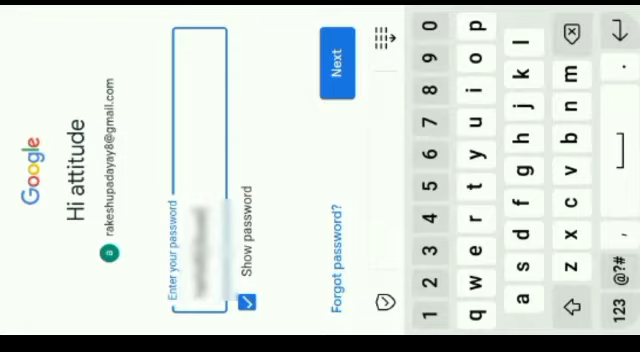 Google
Hi attitude
a rakeshupadayay8@gmail.com
Enter your password
Show password
Forgot password?
Next
1 2 3 4 5 6 7 8 9 0
q w e r t y u i o p
a s d f g h j k l
z x c v b n m
123 @?# , .